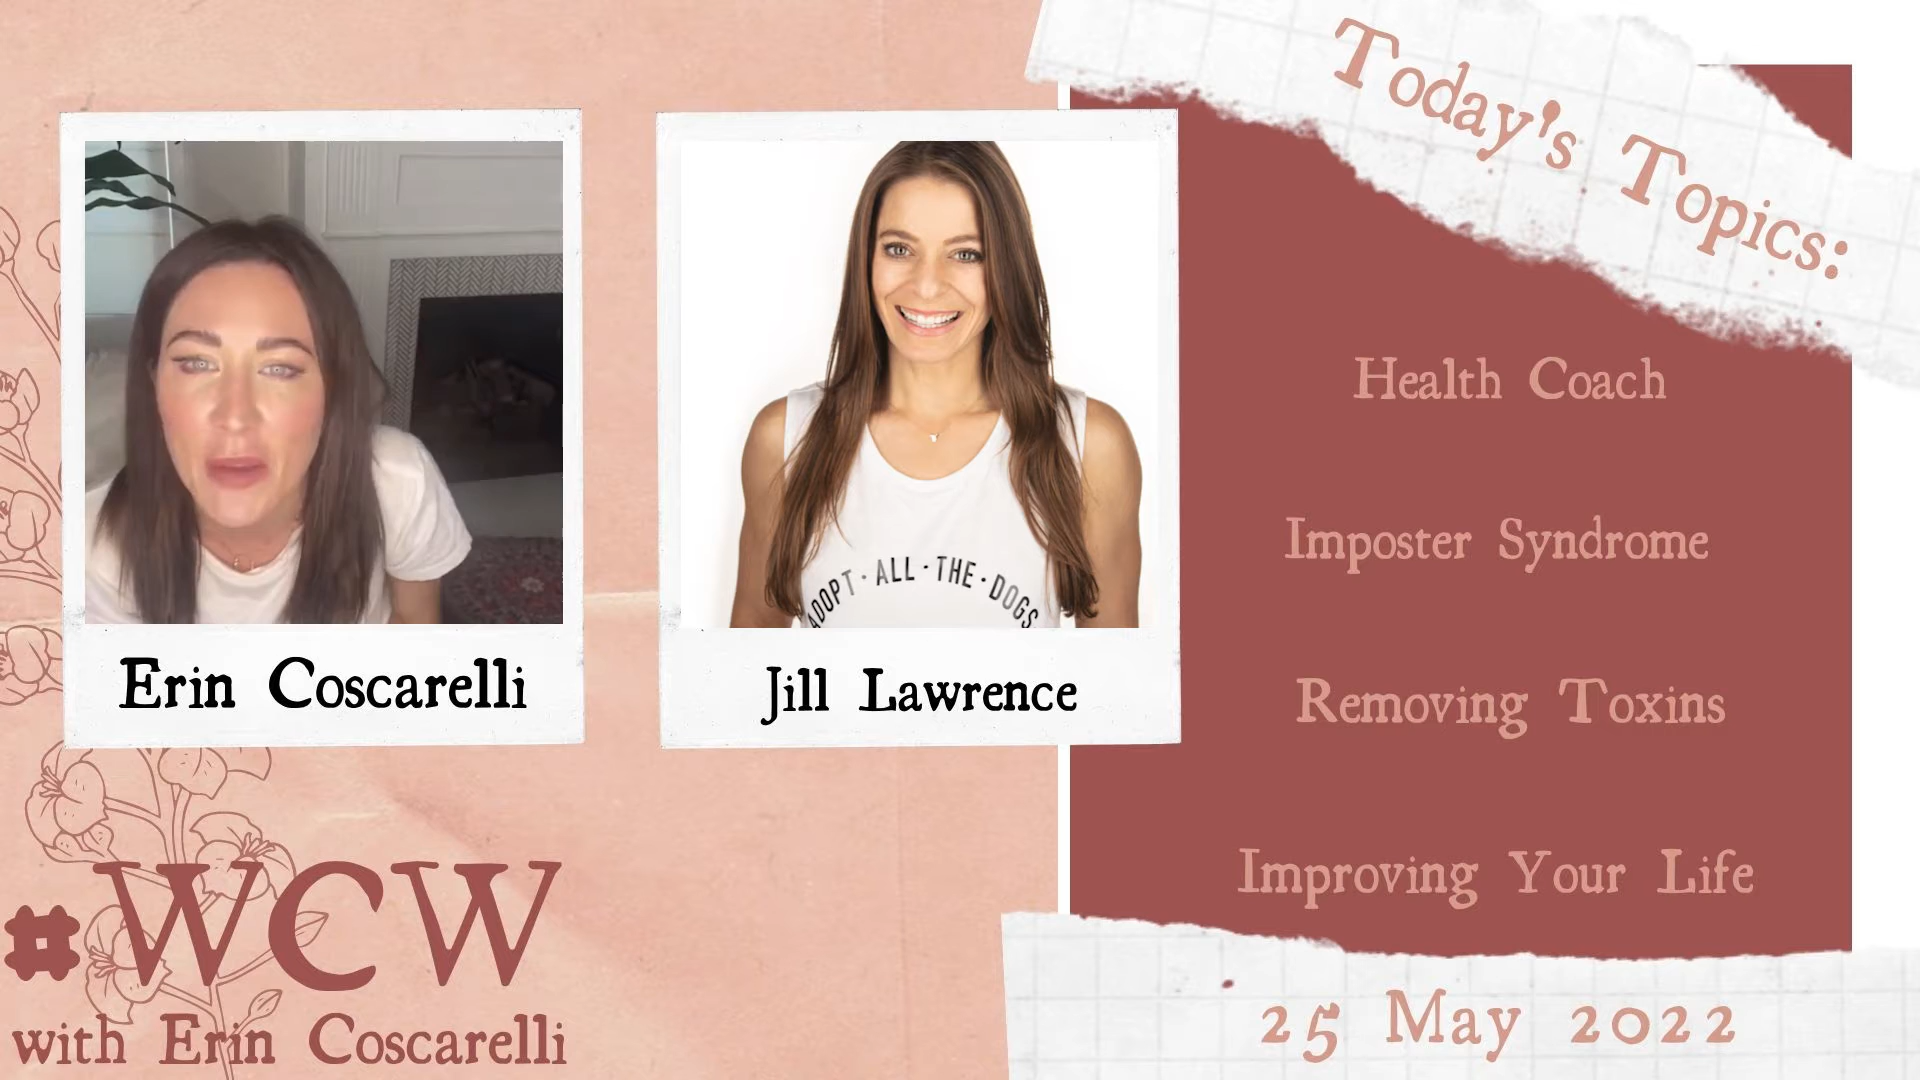 Today's Topics:
ADOPT · ALL · THE · DOGS
Erin Coscarelli
Jill Lawrence
Health Coach
Imposter Syndrome
Removing Toxins
Improving Your Life
#WCW
with Erin Coscarelli
25 May 2022